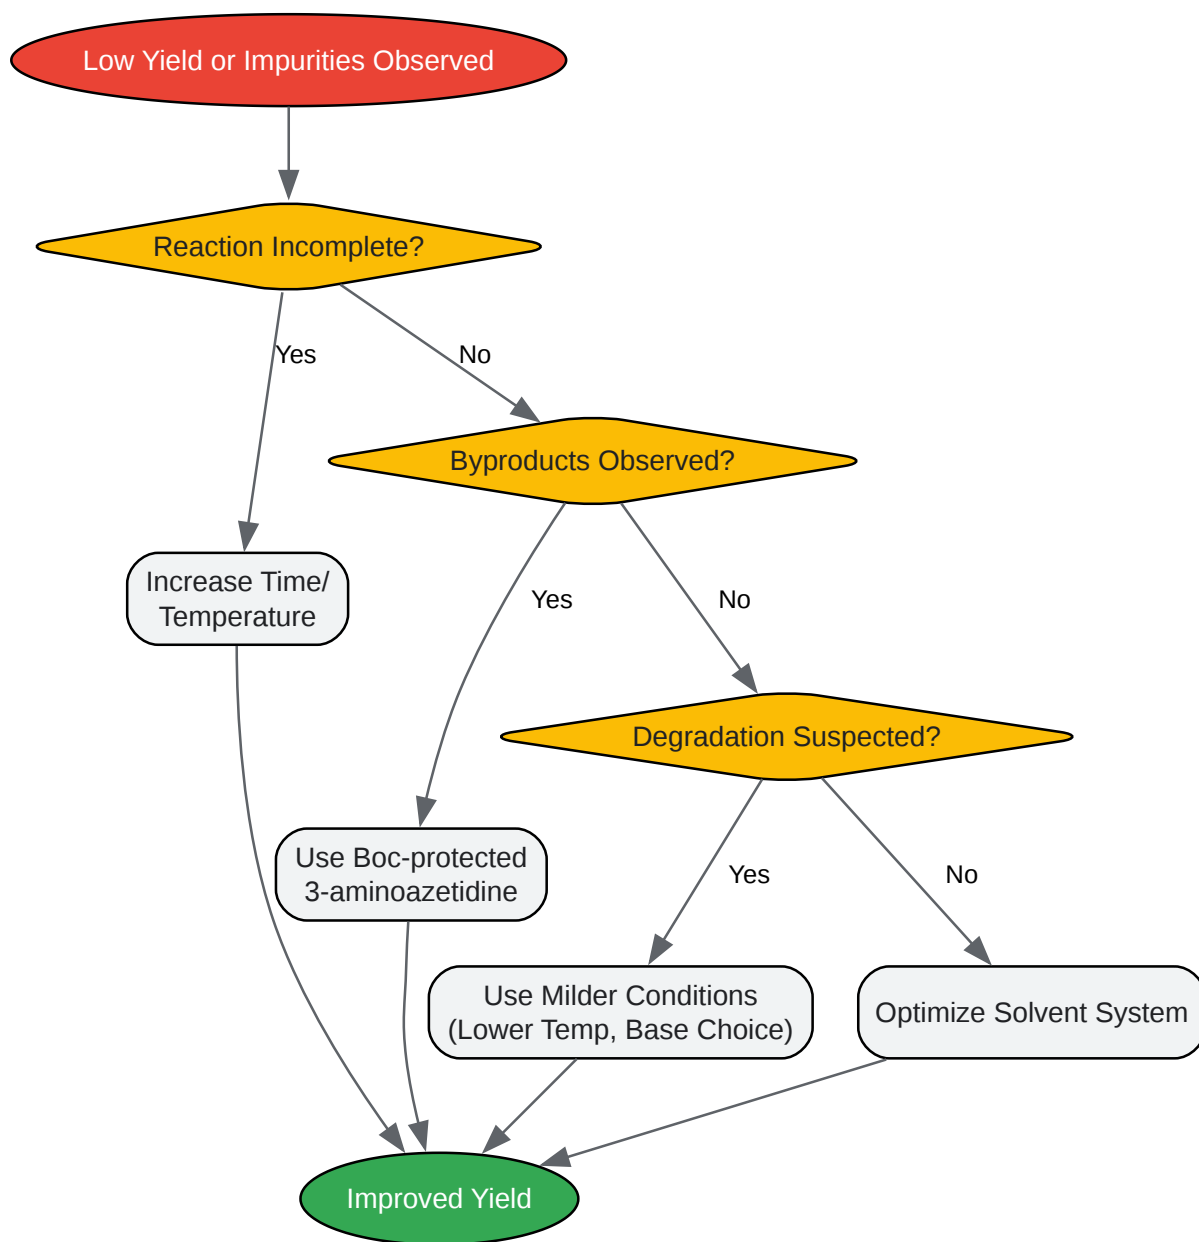 Low Yield or Impurities Observed
Reaction Incomplete?
Yes
No
Byproducts Observed?
Increase Time/
Temperature
Yes
No
Degradation Suspected?
Use Boc-protected
3-aminoazetidine
Yes
No
Use Milder Conditions
(Lower Temp, Base Choice)
Optimize Solvent System
Improved Yield